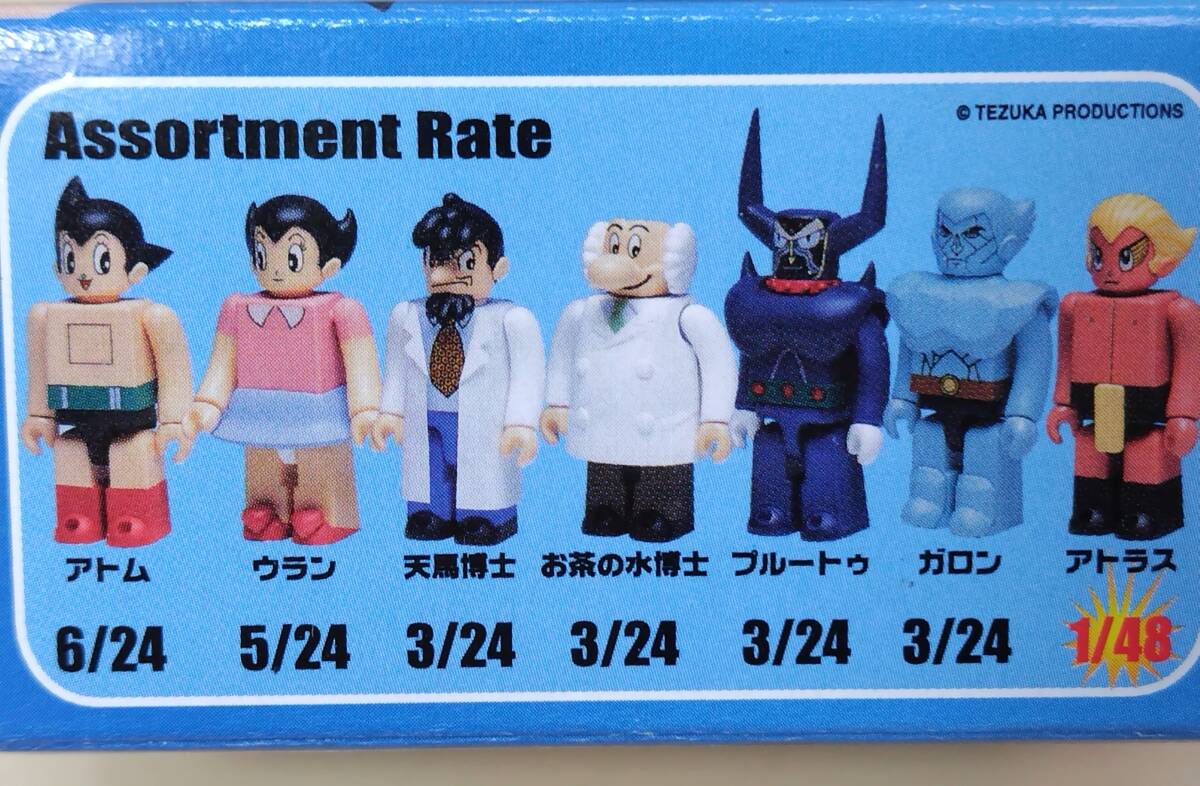 Assortment Rate
© TEZUKA PRODUCTIONS
アトム ウラン 天馬博士 お茶の水博士 プルートゥ ガロン アトラス
6/24 5/24 3/24 3/24 3/24 3/24 1/48